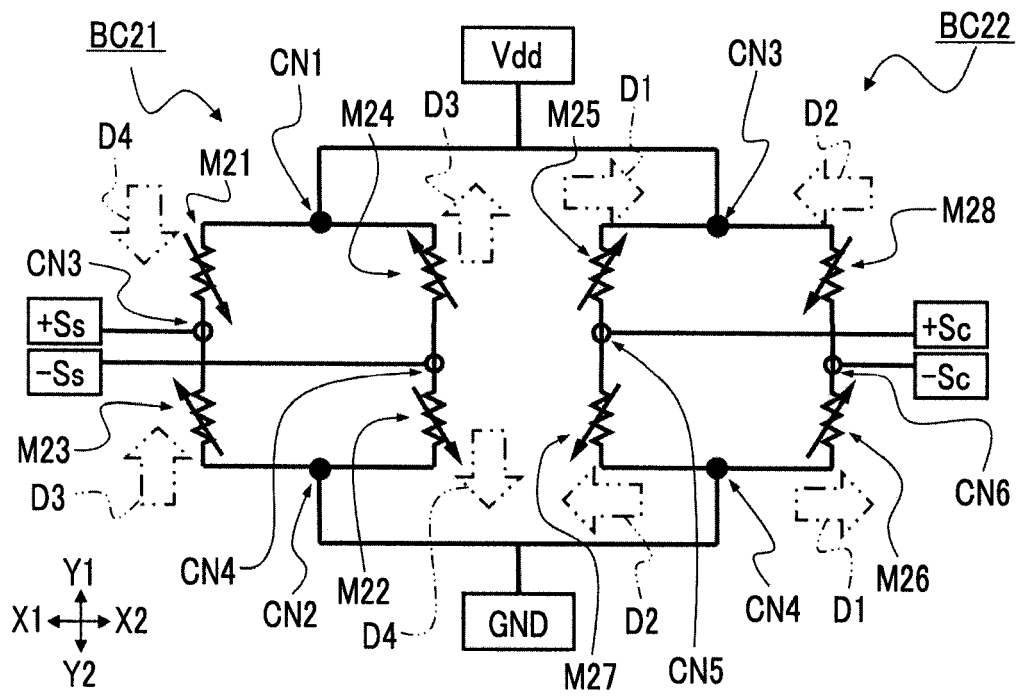 BC21
CN1
Vdd
CN3
BC22
D4
M21
M24
D3
M25
D1
D2
M28
CN3
+Ss
-Ss
+Sc
-Sc
M23
D3
CN4
CN2
M22
D4
GND
M27
D2
CN5
CN4
D1
M26
CN6
Y1
X1 X2
Y2